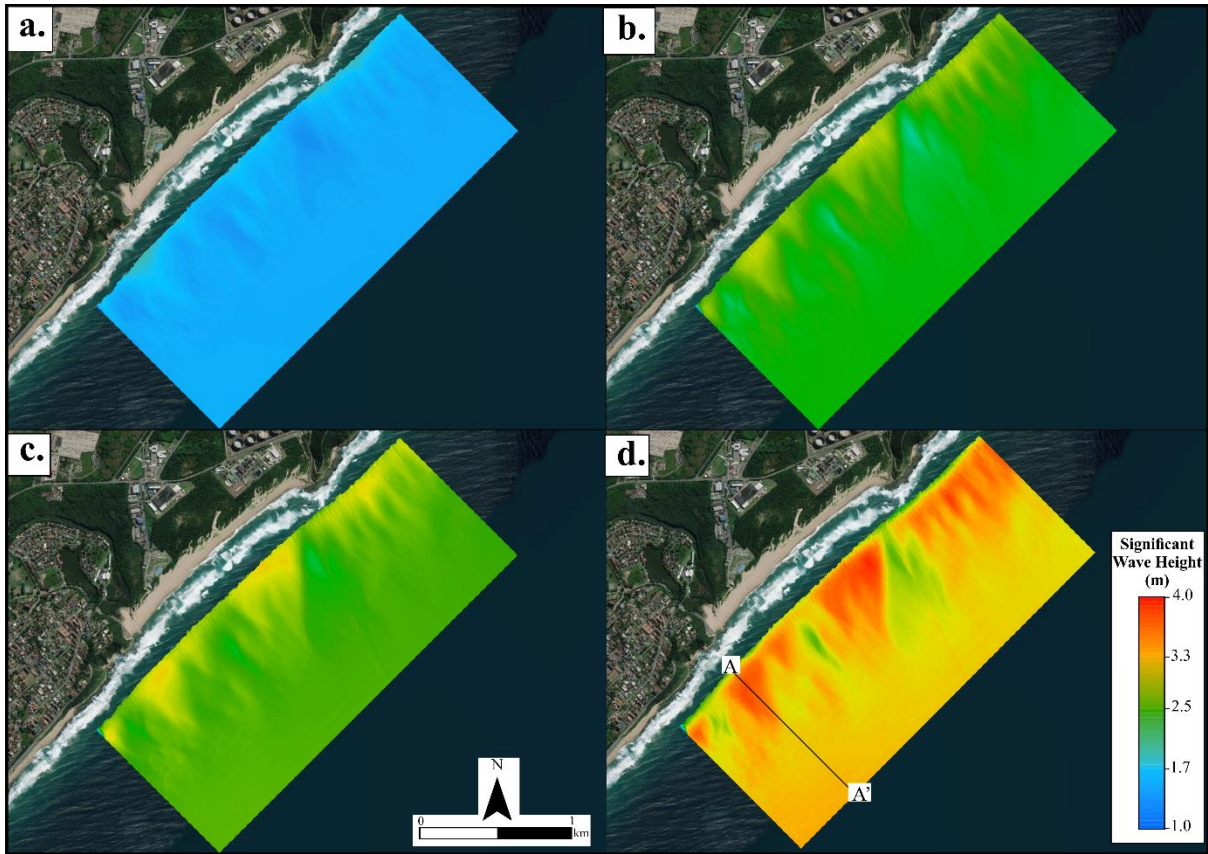 a.
b.
c.
d.
A
A'
N
0 1
km
Significant
Wave Height
(m)
4.0
3.3
2.5
1.7
1.0